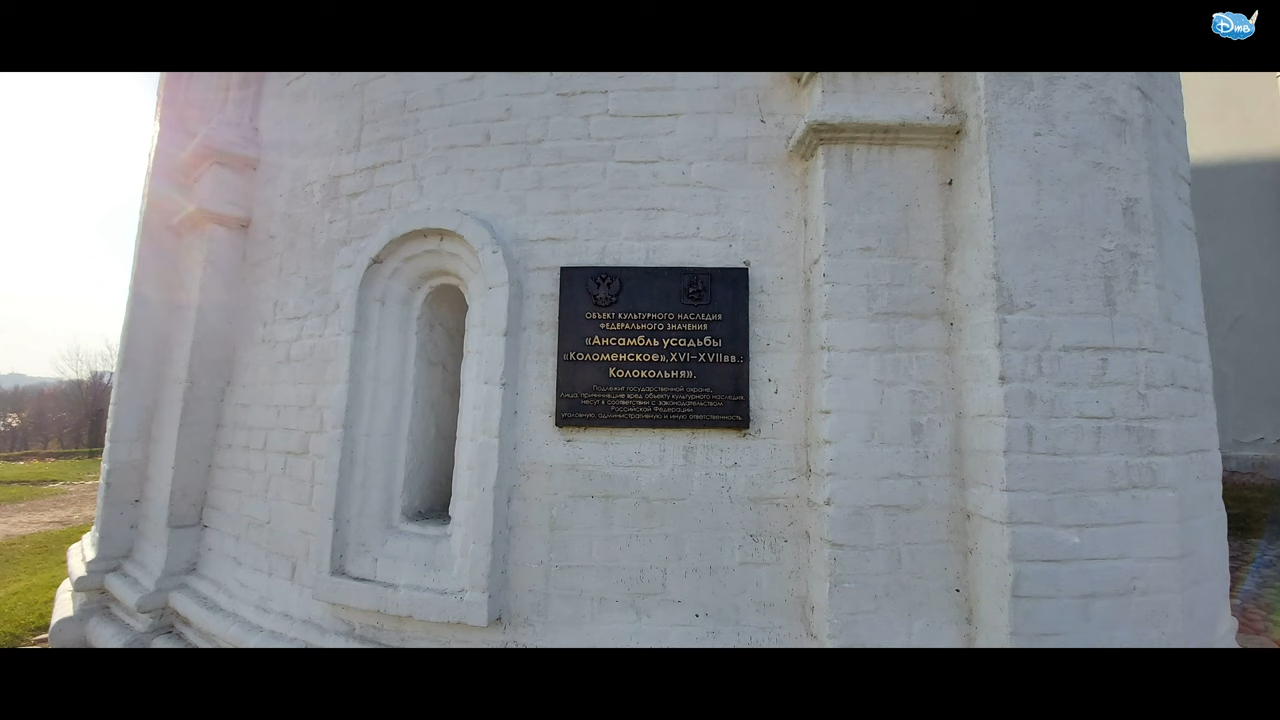 Dтв
ОБЪЕКТ КУЛЬТУРНОГО НАСЛЕДИЯ
ФЕДЕРАЛЬНОГО ЗНАЧЕНИЯ
«Ансамбль усадьбы
«Коломенское», XVI–XVIIвв.:
Колокольня».
Подлежит государственной охране.
Лица, причинившие вред объекту культурного наследия,
несут в соответствии с законодательством
Российской Федерации
уголовную, административную и иную ответственность.